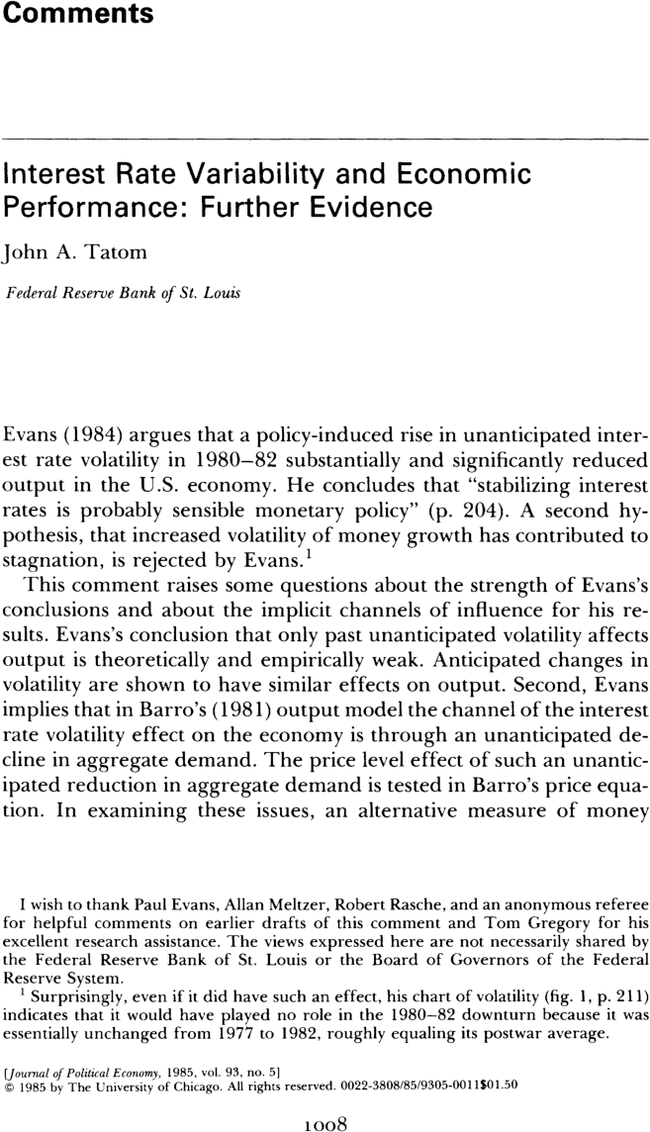 Comments
Interest Rate Variability and Economic
Performance: Further Evidence
John A. Tatom
Federal Reserve Bank of St. Louis
Evans (1984) argues that a policy-induced rise in unanticipated inter-
est rate volatility in 1980–82 substantially and significantly reduced
output in the U.S. economy. He concludes that “stabilizing interest
rates is probably sensible monetary policy” (p. 204). A second hy-
pothesis, that increased volatility of money growth has contributed to
stagnation, is rejected by Evans.¹
This comment raises some questions about the strength of Evans’s
conclusions and about the implicit channels of influence for his re-
sults. Evans’s conclusion that only past unanticipated volatility affects
output is theoretically and empirically weak. Anticipated changes in
volatility are shown to have similar effects on output. Second, Evans
implies that in Barro’s (1981) output model the channel of the interest
rate volatility effect on the economy is through an unanticipated de-
cline in aggregate demand. The price level effect of such an unantic-
ipated reduction in aggregate demand is tested in Barro’s price equa-
tion. In examining these issues, an alternative measure of money
I wish to thank Paul Evans, Allan Meltzer, Robert Rasche, and an anonymous referee
for helpful comments on earlier drafts of this comment and Tom Gregory for his
excellent research assistance. The views expressed here are not necessarily shared by
the Federal Reserve Bank of St. Louis or the Board of Governors of the Federal
Reserve System.
¹ Surprisingly, even if it did have such an effect, his chart of volatility (fig. 1, p. 211)
indicates that it would have played no role in the 1980–82 downturn because it was
essentially unchanged from 1977 to 1982, roughly equaling its postwar average.
[Journal of Political Economy, 1985, vol. 93, no. 5]
© 1985 by The University of Chicago. All rights reserved. 0022-3808/85/9305-0011$01.50
1008